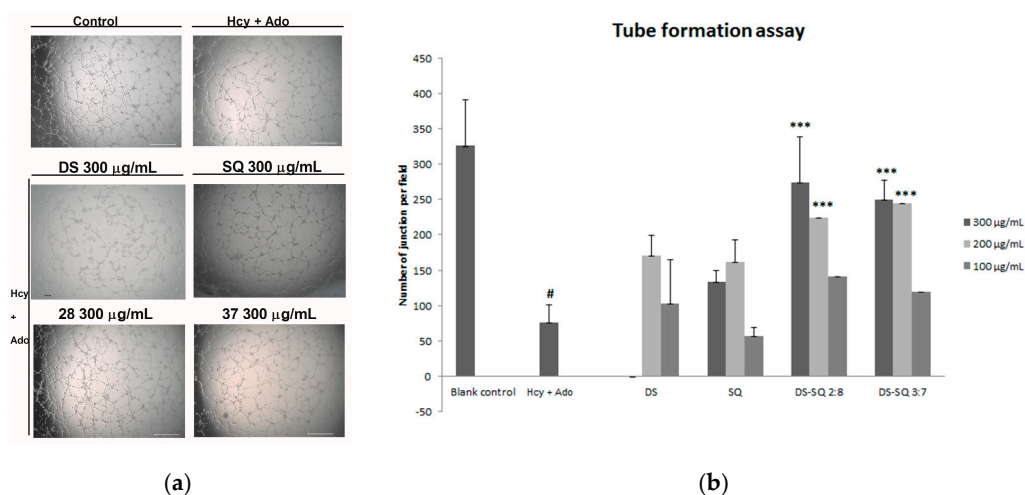 Control Hcy + Ado
DS 300 μg/mL SQ 300 μg/mL
Hcy
+
Ado
28 300 μg/mL 37 300 μg/mL
(a)
Tube formation assay
Number of junction per field
450
400
350
300
250
200
150
100
50
0
-50
#
***
***
***
***
Blank control Hcy + Ado DS SQ DS-SQ 2:8 DS-SQ 3:7
300 μg/mL
200 μg/mL
100 μg/mL
(b)